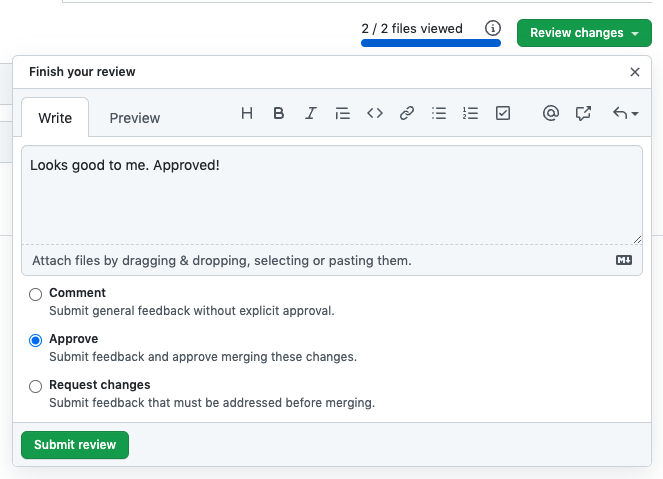 2 / 2 files viewed
Review changes
Finish your review
Write Preview
Looks good to me. Approved!
Attach files by dragging & dropping, selecting or pasting them.
Comment
Submit general feedback without explicit approval.
Approve
Submit feedback and approve merging these changes.
Request changes
Submit feedback that must be addressed before merging.
Submit review